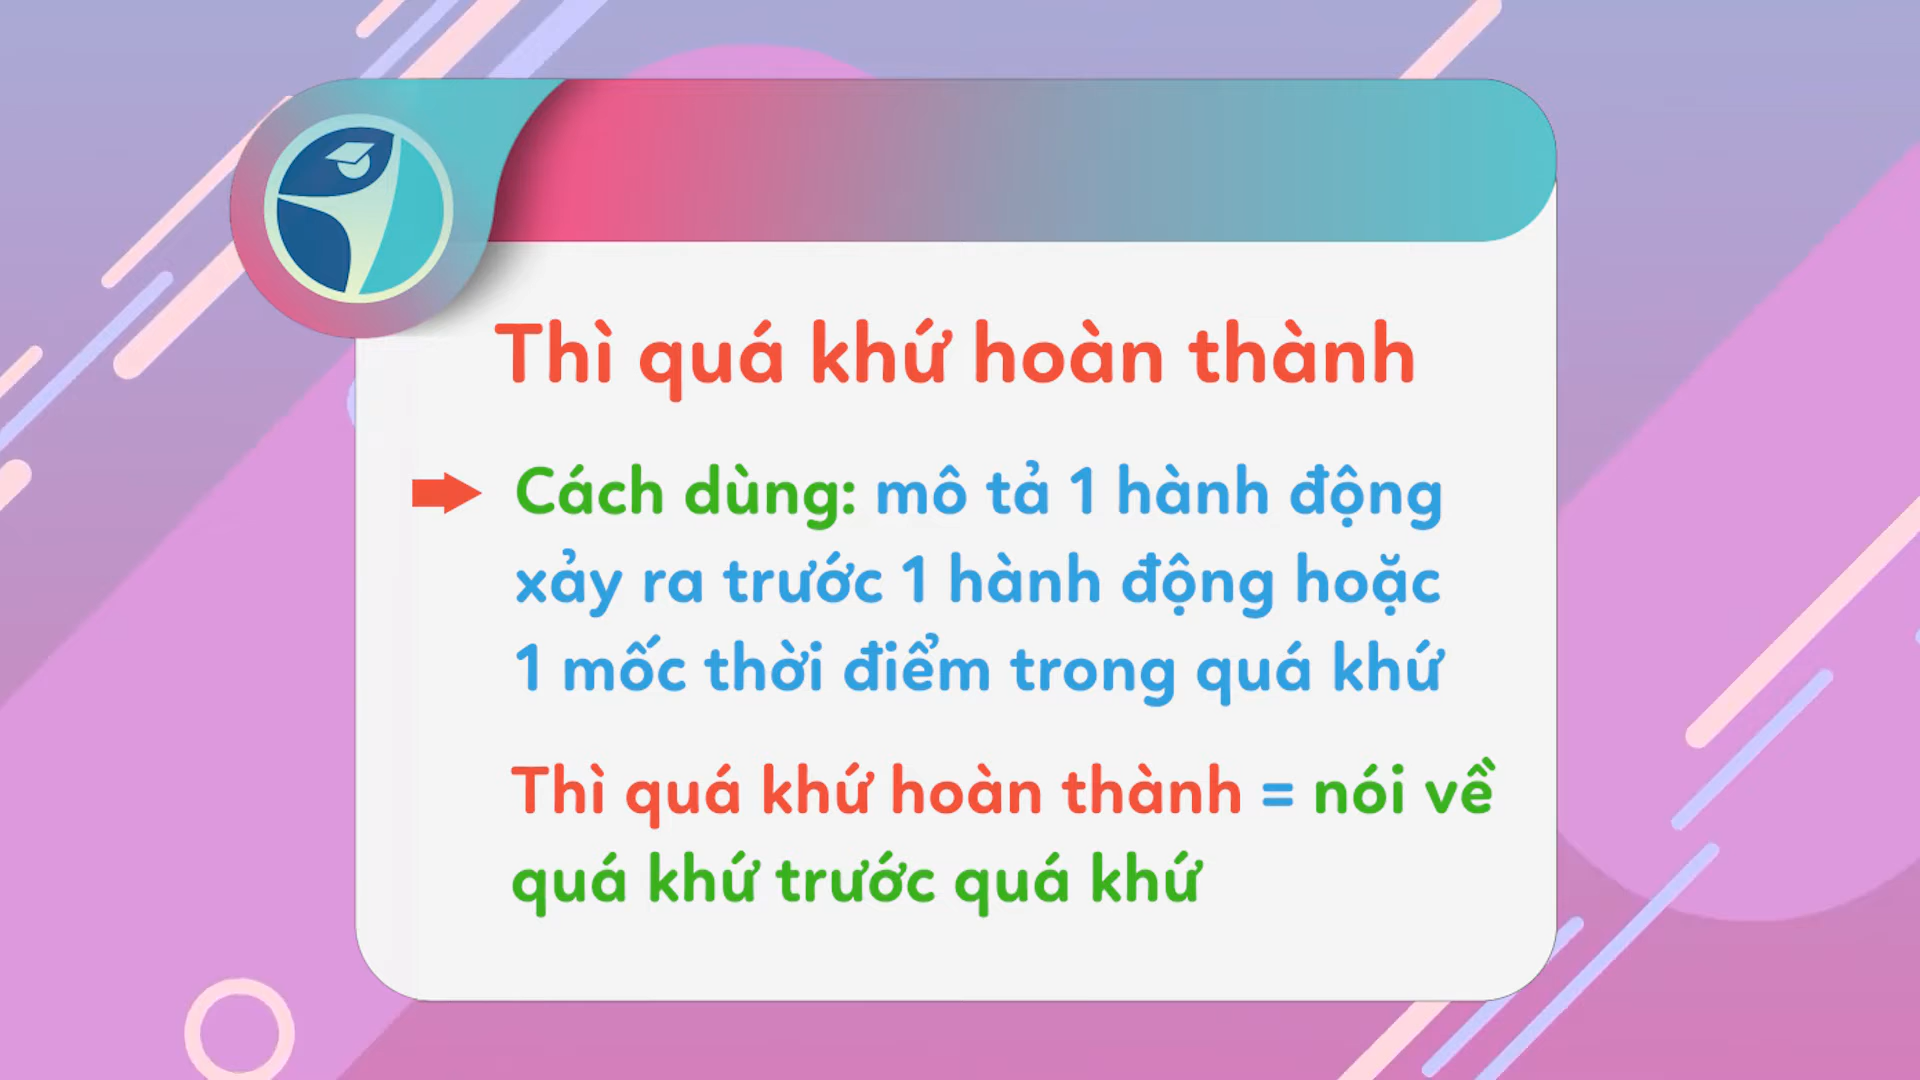 Thì quá khứ hoàn thành
Cách dùng: mô tả 1 hành động
xảy ra trước 1 hành động hoặc
1 mốc thời điểm trong quá khứ
Thì quá khứ hoàn thành = nói về
quá khứ trước quá khứ